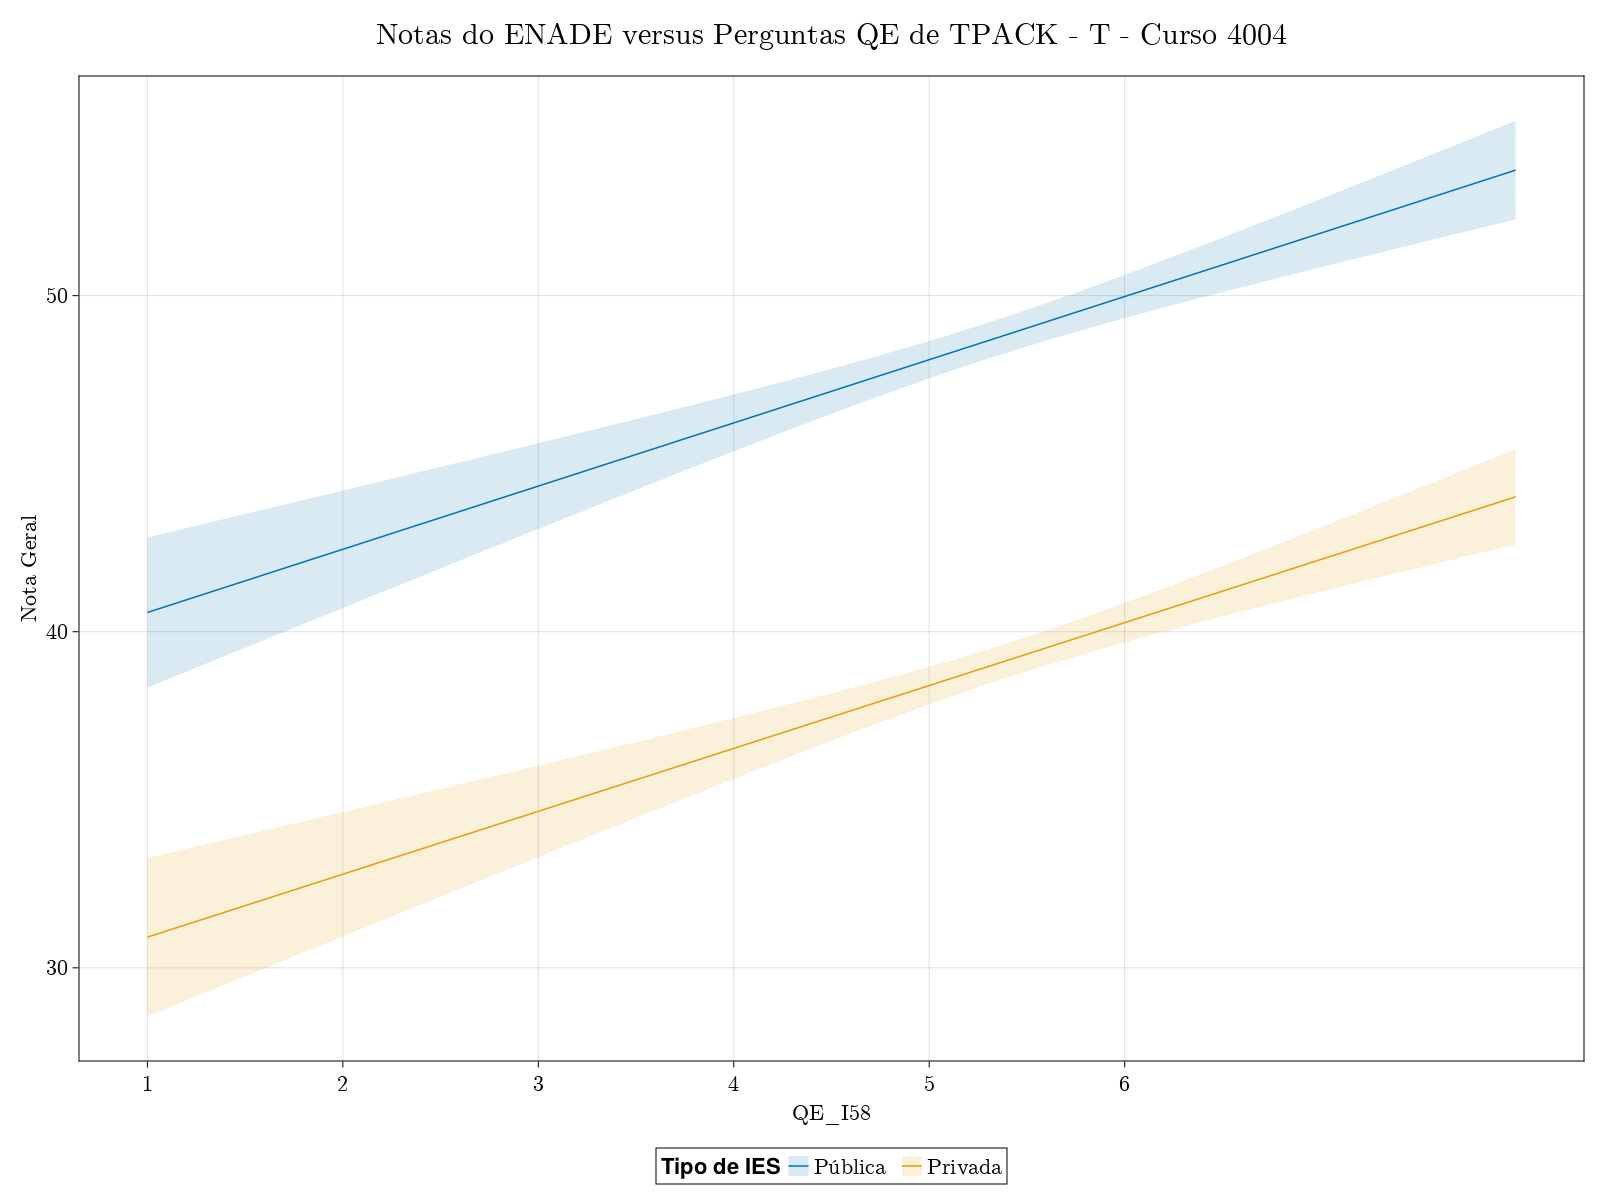 Notas do ENADE versus Perguntas QE de TPACK - T - Curso 4004
Nota Geral
50
40
30
1 2 3 4 5 6
QE_I58
Tipo de IES Pública Privada